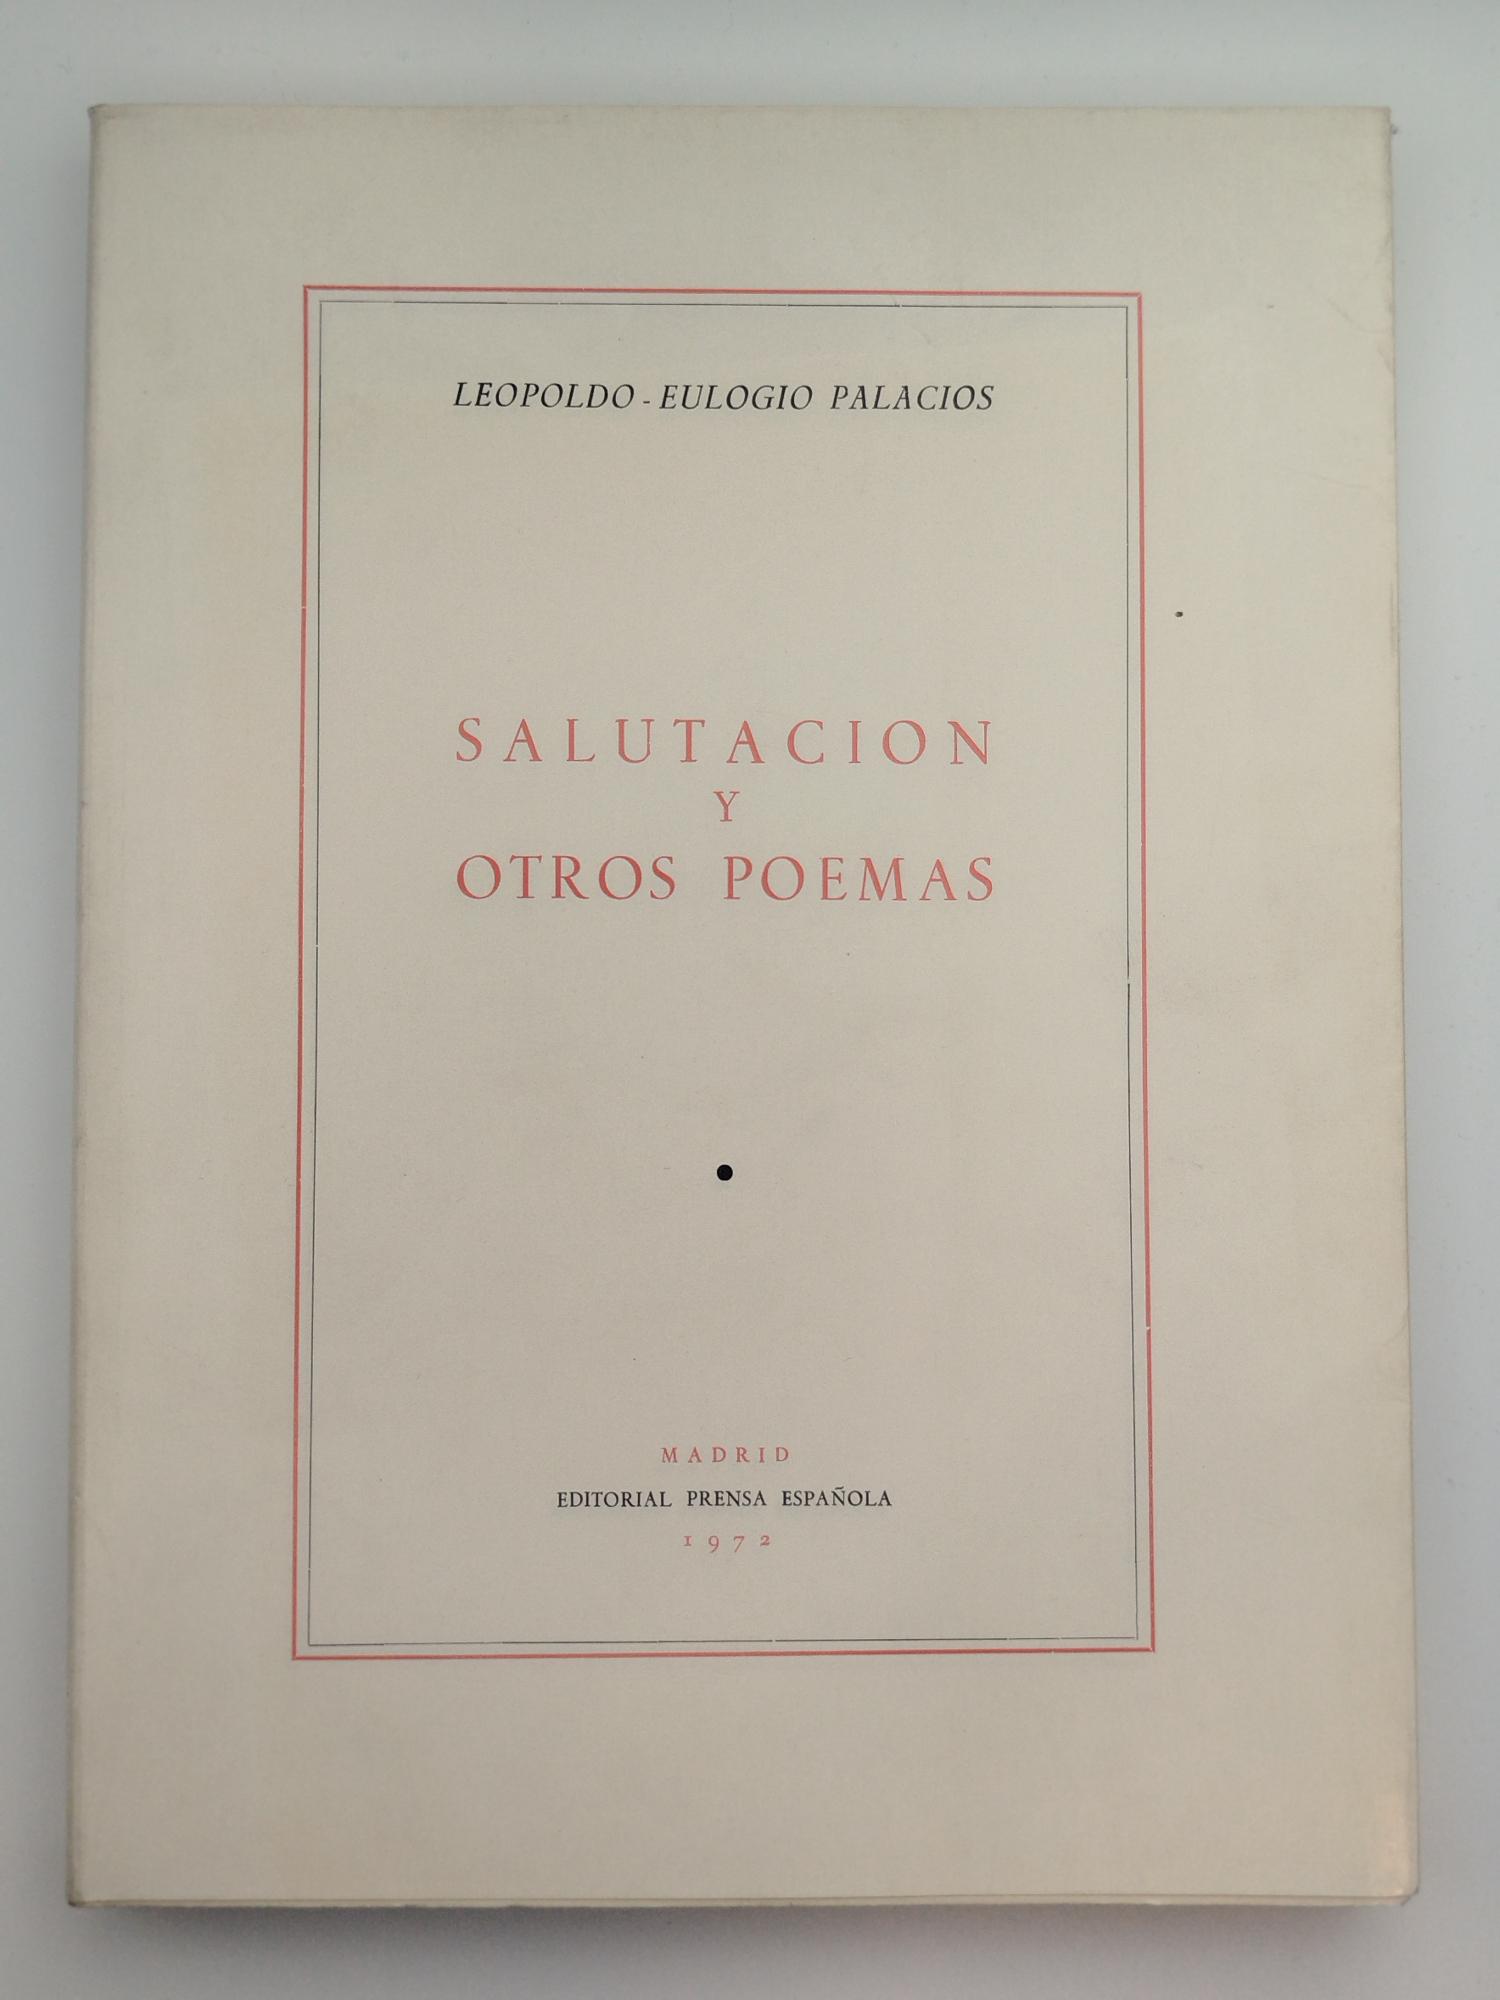 LEOPOLDO - EULOGIO PALACIOS
SALUTACION
Y
OTROS POEMAS
MADRID
EDITORIAL PRENSA ESPAÑOLA
1972